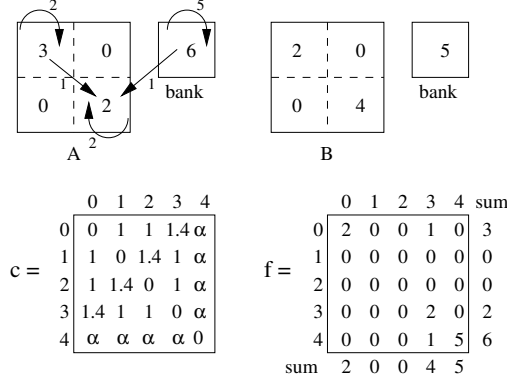 2 5
3 0 6 2 0 5
1 1 bank bank
0 2 0 4
2
A B
0 1 2 3 4 0 1 2 3 4 sum
0 0 1 1 1.4 α 0 2 0 0 1 0 3
1 1 0 1.4 1 α 1 0 0 0 0 0 0
c = 2 1 1.4 0 1 α f = 2 0 0 0 0 0 0
3 1.4 1 1 0 α 3 0 0 0 2 0 2
4 α α α α 0 4 0 0 0 1 5 6
sum 2 0 0 4 5